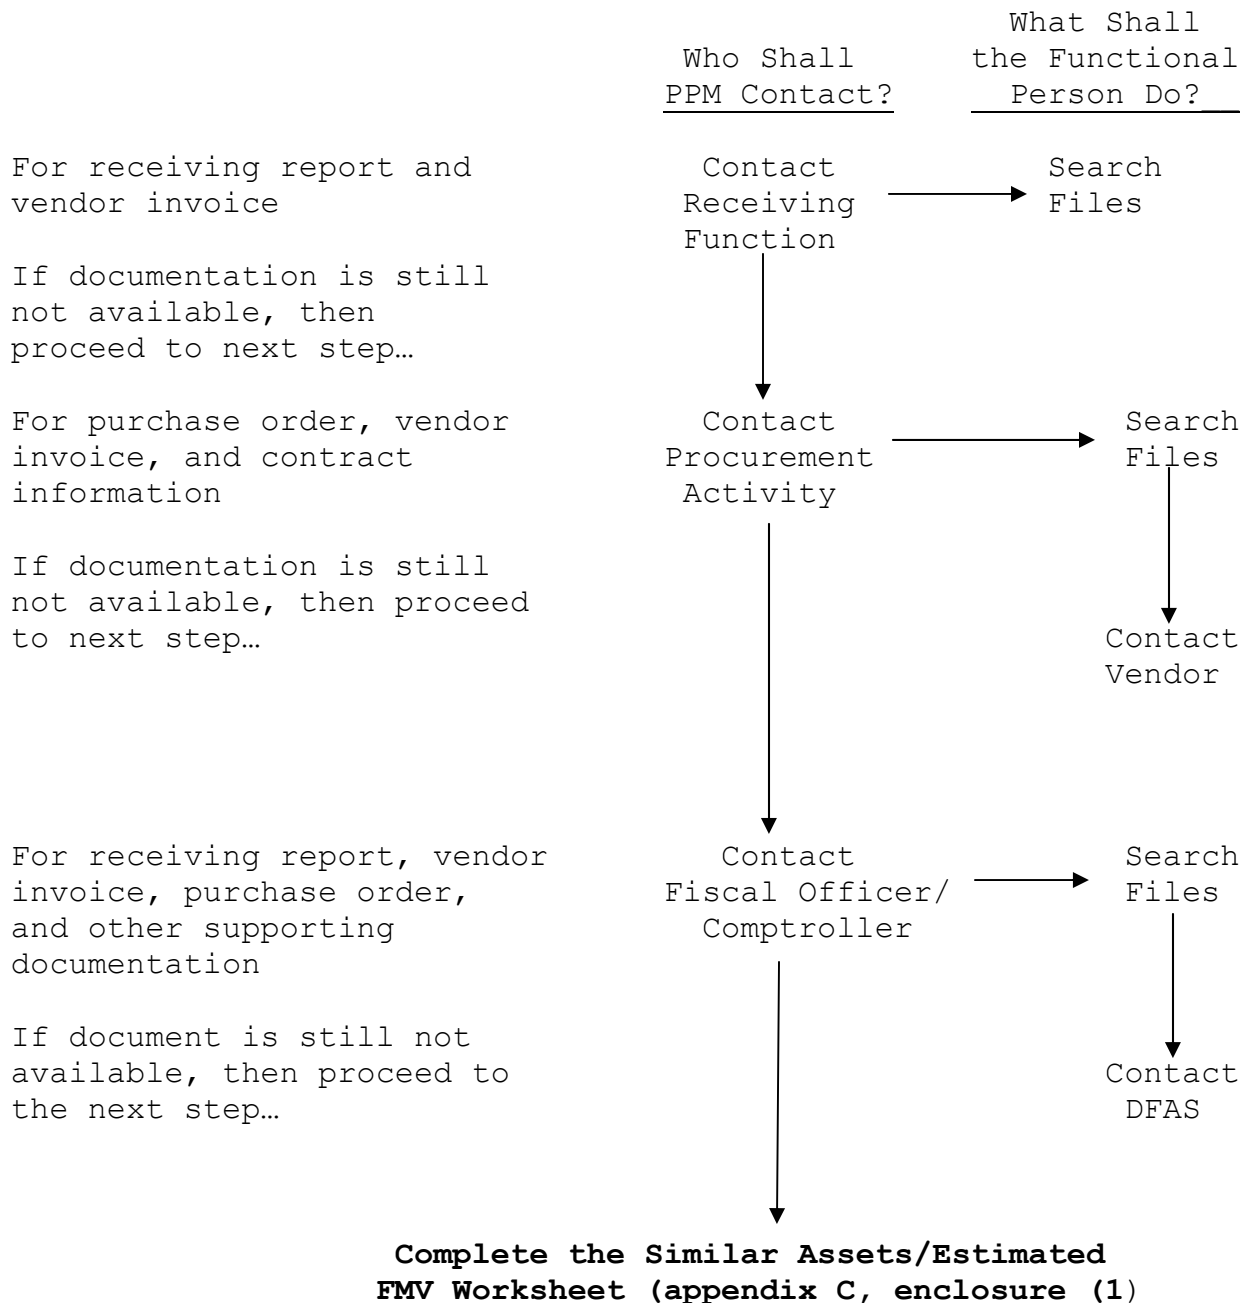 What Shall
Who Shall the Functional
PPM Contact? Person Do?__
For receiving report and Contact Search
vendor invoice Receiving Files
Function
If documentation is still
not available, then
proceed to next step…
For purchase order, vendor Contact Search
invoice, and contract Procurement Files
information Activity
If documentation is still
not available, then proceed
to next step… Contact
Vendor
For receiving report, vendor Contact Search
invoice, purchase order, Fiscal Officer/ Files
and other supporting Comptroller
documentation
If document is still not
available, then proceed to Contact
the next step… DFAS
Complete the Similar Assets/Estimated
FMV Worksheet (appendix C, enclosure (1)